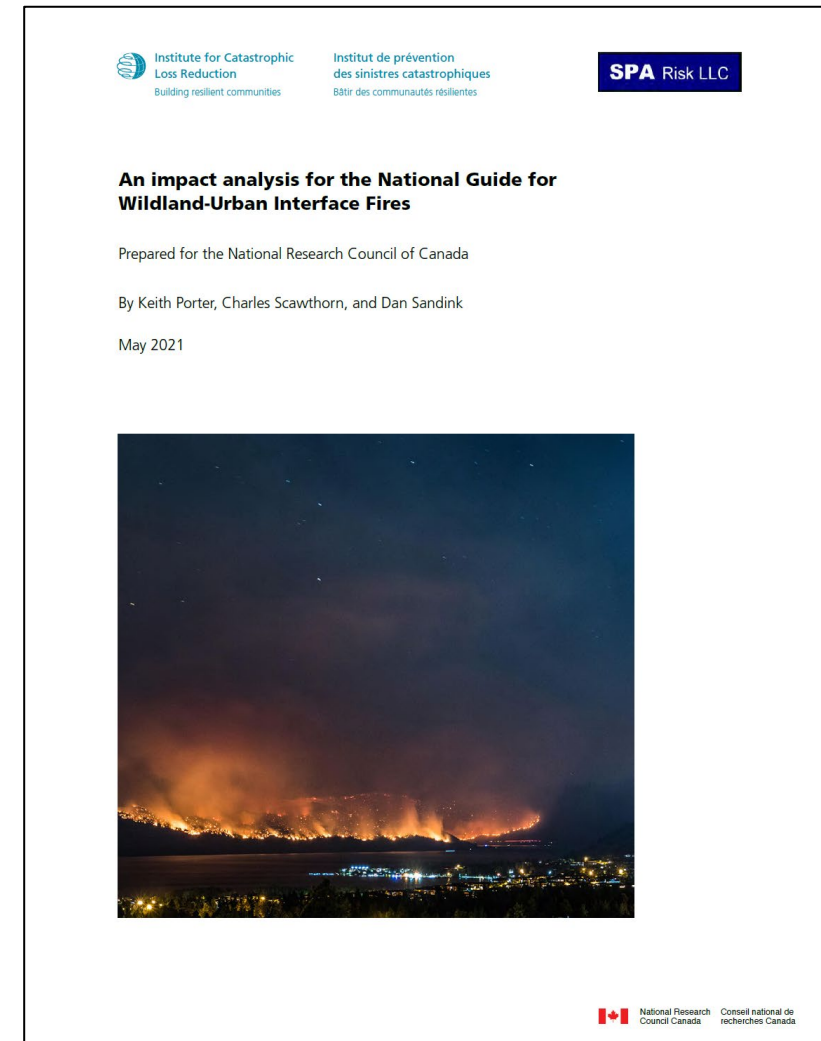 Institute for Catastrophic
Loss Reduction
Building resilient communities
Institut de prévention
des sinistres catastrophiques
Bâtir des communautés résilientes
SPA Risk LLC
An impact analysis for the National Guide for
Wildland-Urban Interface Fires
Prepared for the National Research Council of Canada
By Keith Porter, Charles Scawthorn, and Dan Sandink
May 2021
National Research
Council Canada
Conseil national de
recherches Canada